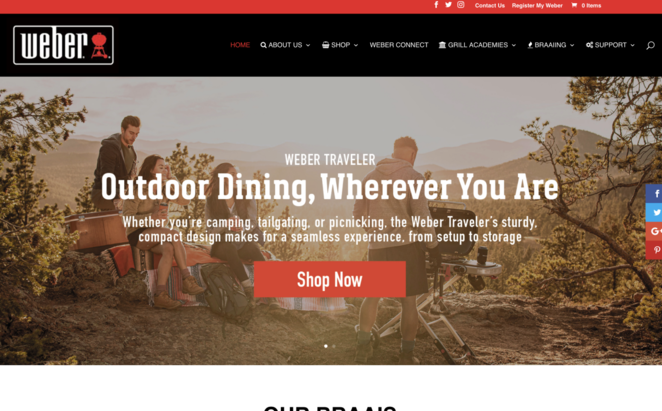 Contact Us Register My Weber 0 Items
weber
HOME ABOUT US SHOP WEBER CONNECT GRILL ACADEMIES BRAAIING SUPPORT
WEBER TRAVELER
Outdoor Dining, Wherever You Are
Whether you're camping, tailgating, or picnicking, the Weber Traveler's sturdy,
compact design makes for a seamless experience, from setup to storage
Shop Now
OUR BRAAIS